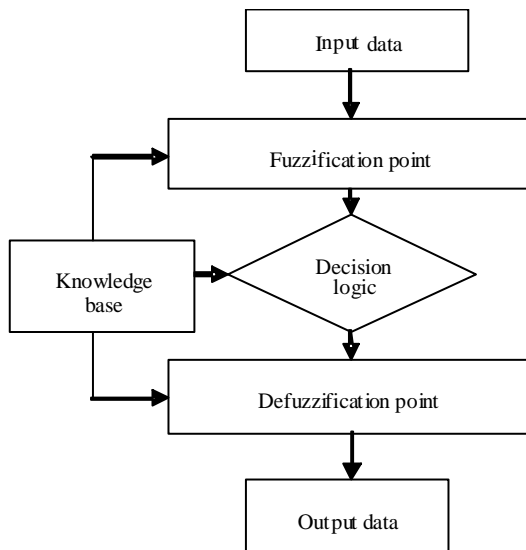 Input data
Fuzzification point
Decision
logic
Knowledge
base
Defuzzification point
Output data